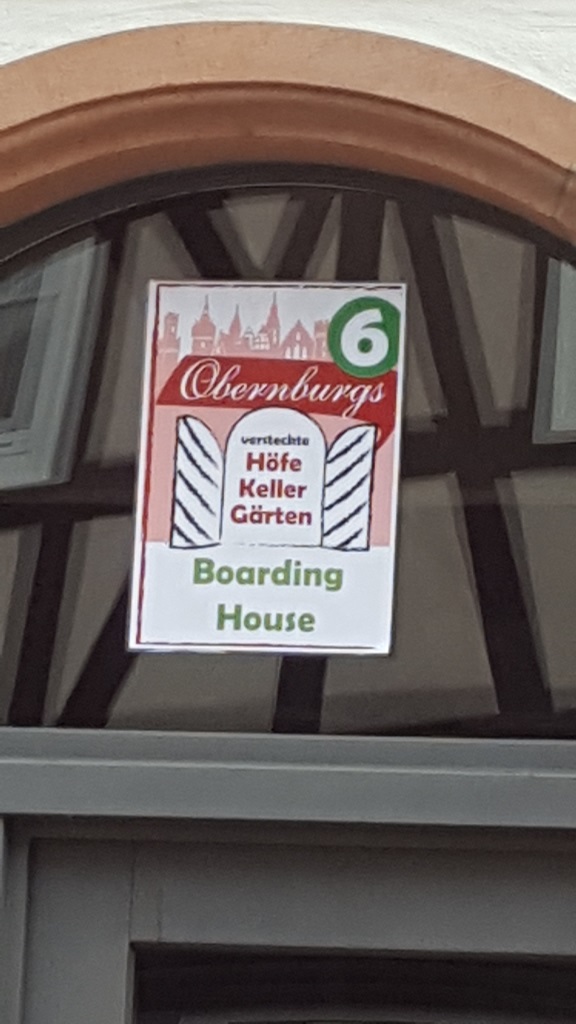 6
Obernburgs
versteckte
Höfe
Keller
Gärten
Boarding
House